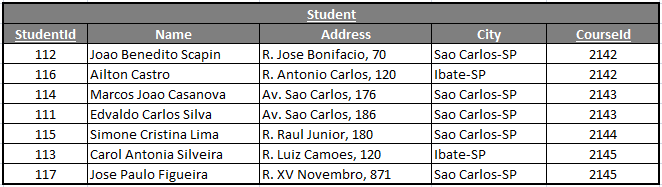 Student
StudentId Name Address City CourseId
112 Joao Benedito Scapin R. Jose Bonifacio, 70 Sao Carlos-SP 2142
116 Ailton Castro R. Antonio Carlos, 120 Ibate-SP 2142
114 Marcos Joao Casanova Av. Sao Carlos, 176 Sao Carlos-SP 2143
111 Edvaldo Carlos Silva Av. Sao Carlos, 186 Sao Carlos-SP 2143
115 Simone Cristina Lima R. Raul Junior, 180 Sao Carlos-SP 2144
113 Carol Antonia Silveira R. Luiz Camoes, 120 Ibate-SP 2145
117 Jose Paulo Figueira R. XV Novembro, 871 Sao Carlos-SP 2145